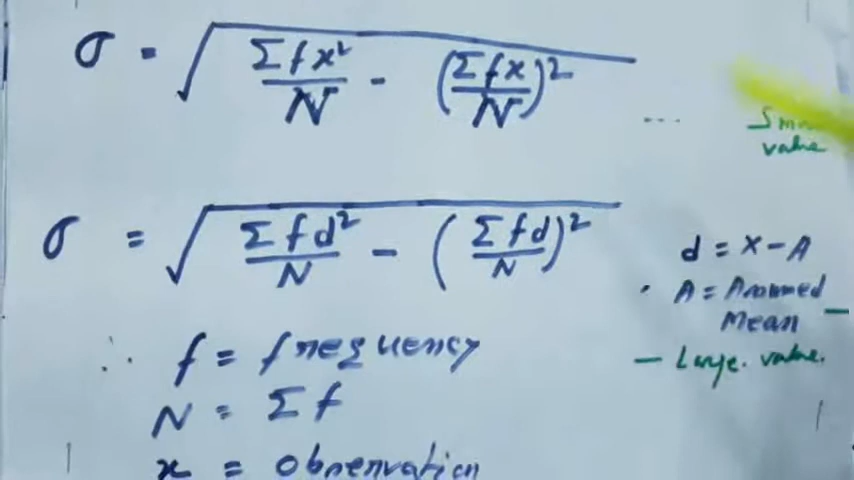 σ = √( Σfx²/N - (Σfx/N)² ) ....
value
σ = √( Σfd²/N - (Σfd/N)² )
d = x - A
A = Assumed
Mean -
- Large. value.
∴ f = frequency
N = Σf
x = observation